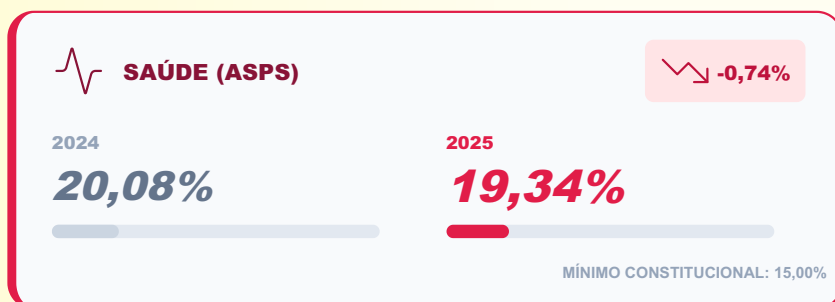 SAÚDE (ASPS)
-0,74%
2024
2025
20,08%
19,34%
MÍNIMO CONSTITUCIONAL: 15,00%